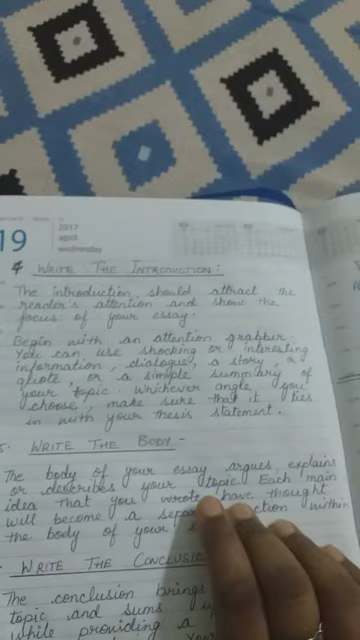 19
2017
april
wednesday
4 WRITE THE INTRODUCTION:
The introduction should attract the
reader's attention and show the
focus of your essay.
Begin with an attention grabber.
You can use shocking or interesting
information, dialogue, a story, a
quote, or a simple summary of
your topic whichever angle you
choose, make sure that it ties
in with your thesis statement.
5. WRITE THE BODY -
The body of your essay argues, explains
or describes your topic. Each main
idea that you wrote have thought
will become a within
the body of your
WRITE THE
The conclusion brings
topic and sums
while providing a